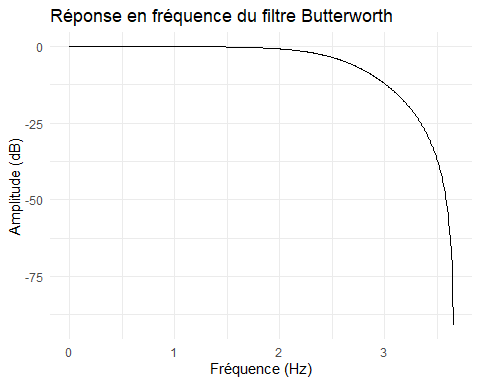 Réponse en fréquence du filtre Butterworth
0
-25
-50
-75
Amplitude (dB)
0 1 2 3
Fréquence (Hz)